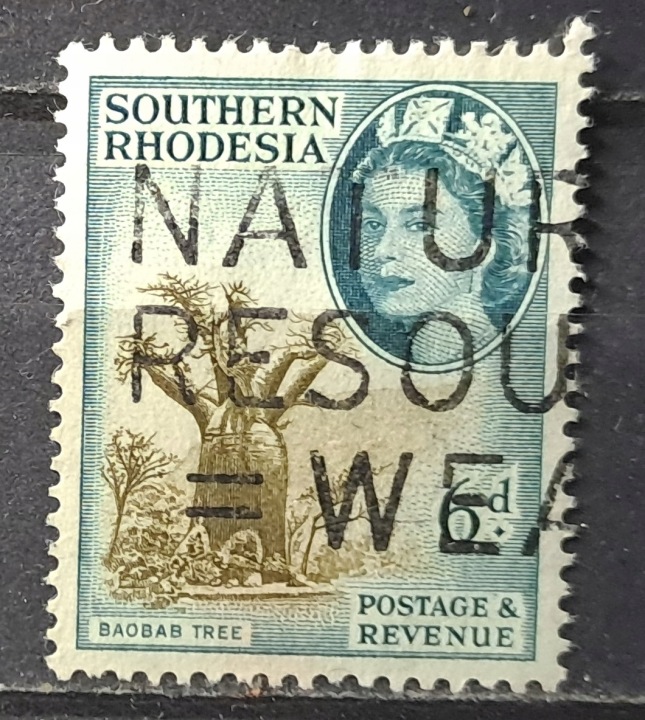 SOUTHERN
RHODESIA
NATUR
RESOU
= WEA
6d.
BAOBAB TREE
POSTAGE &
REVENUE